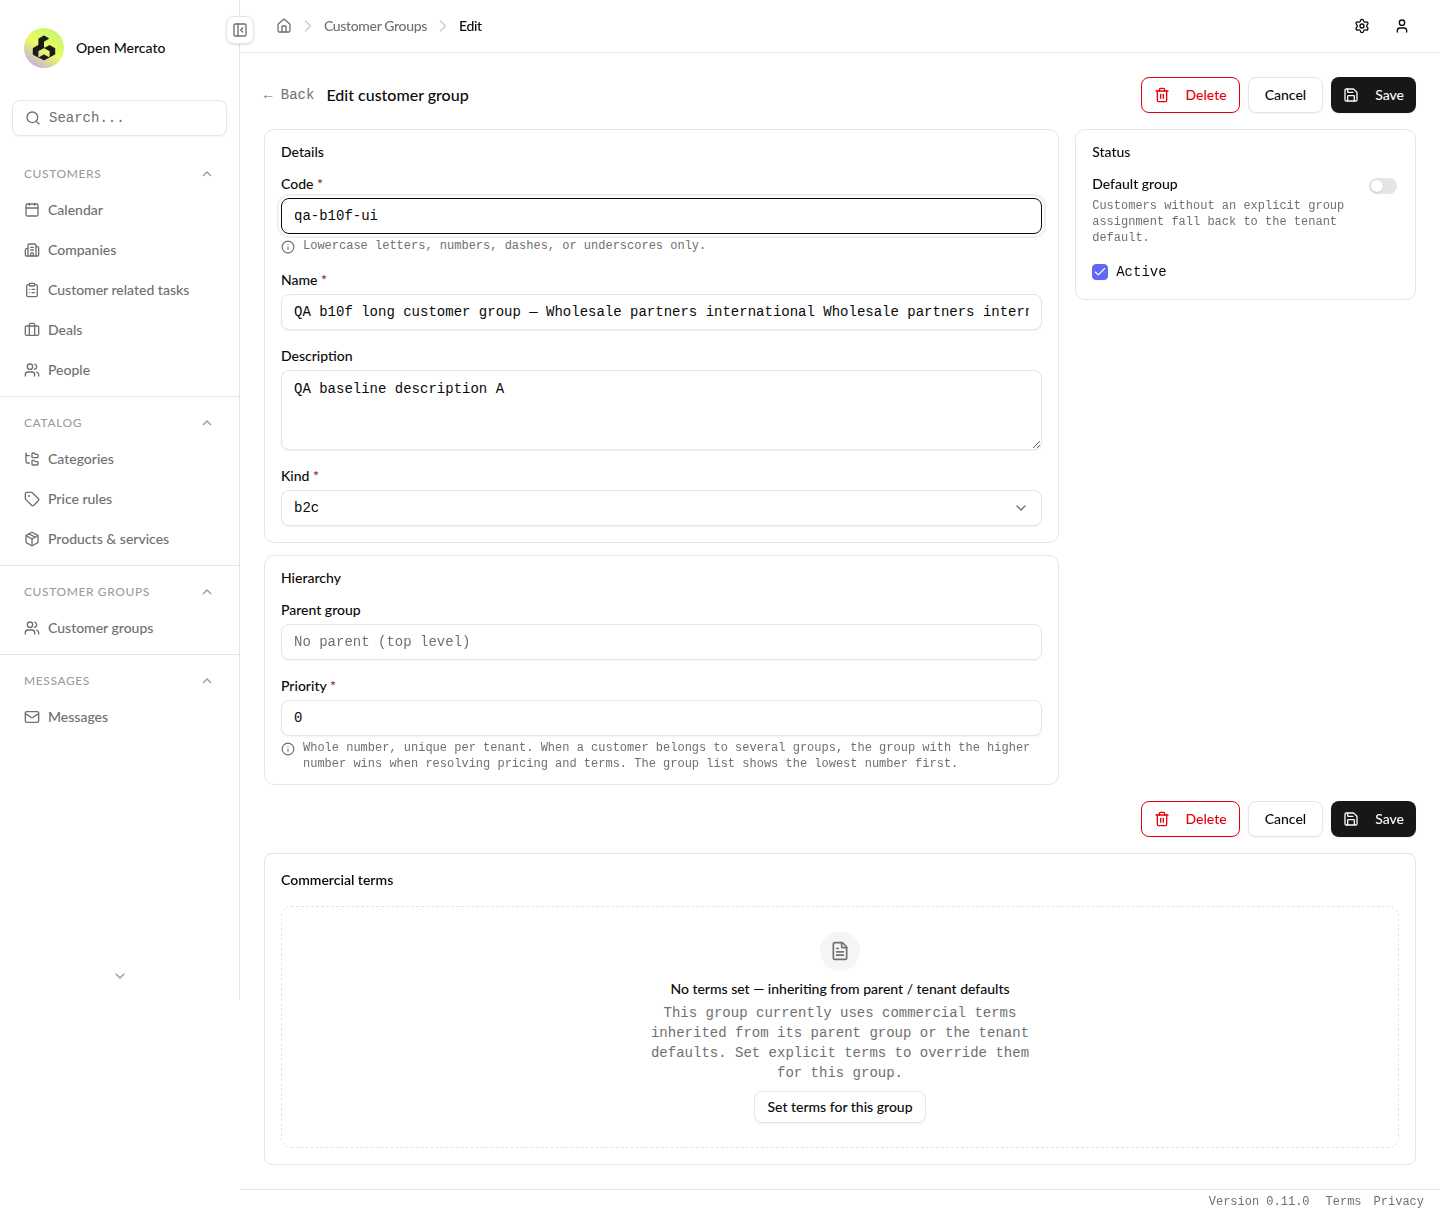 Open Mercato
Customer Groups
Edit
Search...
CUSTOMERS
Calendar
Companies
Customer related tasks
Deals
People
CATALOG
Categories
Price rules
Products & services
CUSTOMER GROUPS
Customer groups
MESSAGES
Messages
← Back
Edit customer group
Delete
Cancel
Save
Details
Code *
qa-b10f-ui
Lowercase letters, numbers, dashes, or underscores only.
Name *
QA b10f long customer group — Wholesale partners international Wholesale partners interr
Description
QA baseline description A
Kind *
b2c
Status
Default group
Customers without an explicit group
assignment fall back to the tenant
default.
Active
Hierarchy
Parent group
No parent (top level)
Priority *
0
Whole number, unique per tenant. When a customer belongs to several groups, the group with the higher
number wins when resolving pricing and terms. The group list shows the lowest number first.
Delete
Cancel
Save
Commercial terms
No terms set — inheriting from parent / tenant defaults
This group currently uses commercial terms
inherited from its parent group or the tenant
defaults. Set explicit terms to override them
for this group.
Set terms for this group
Version 0.11.0
Terms
Privacy